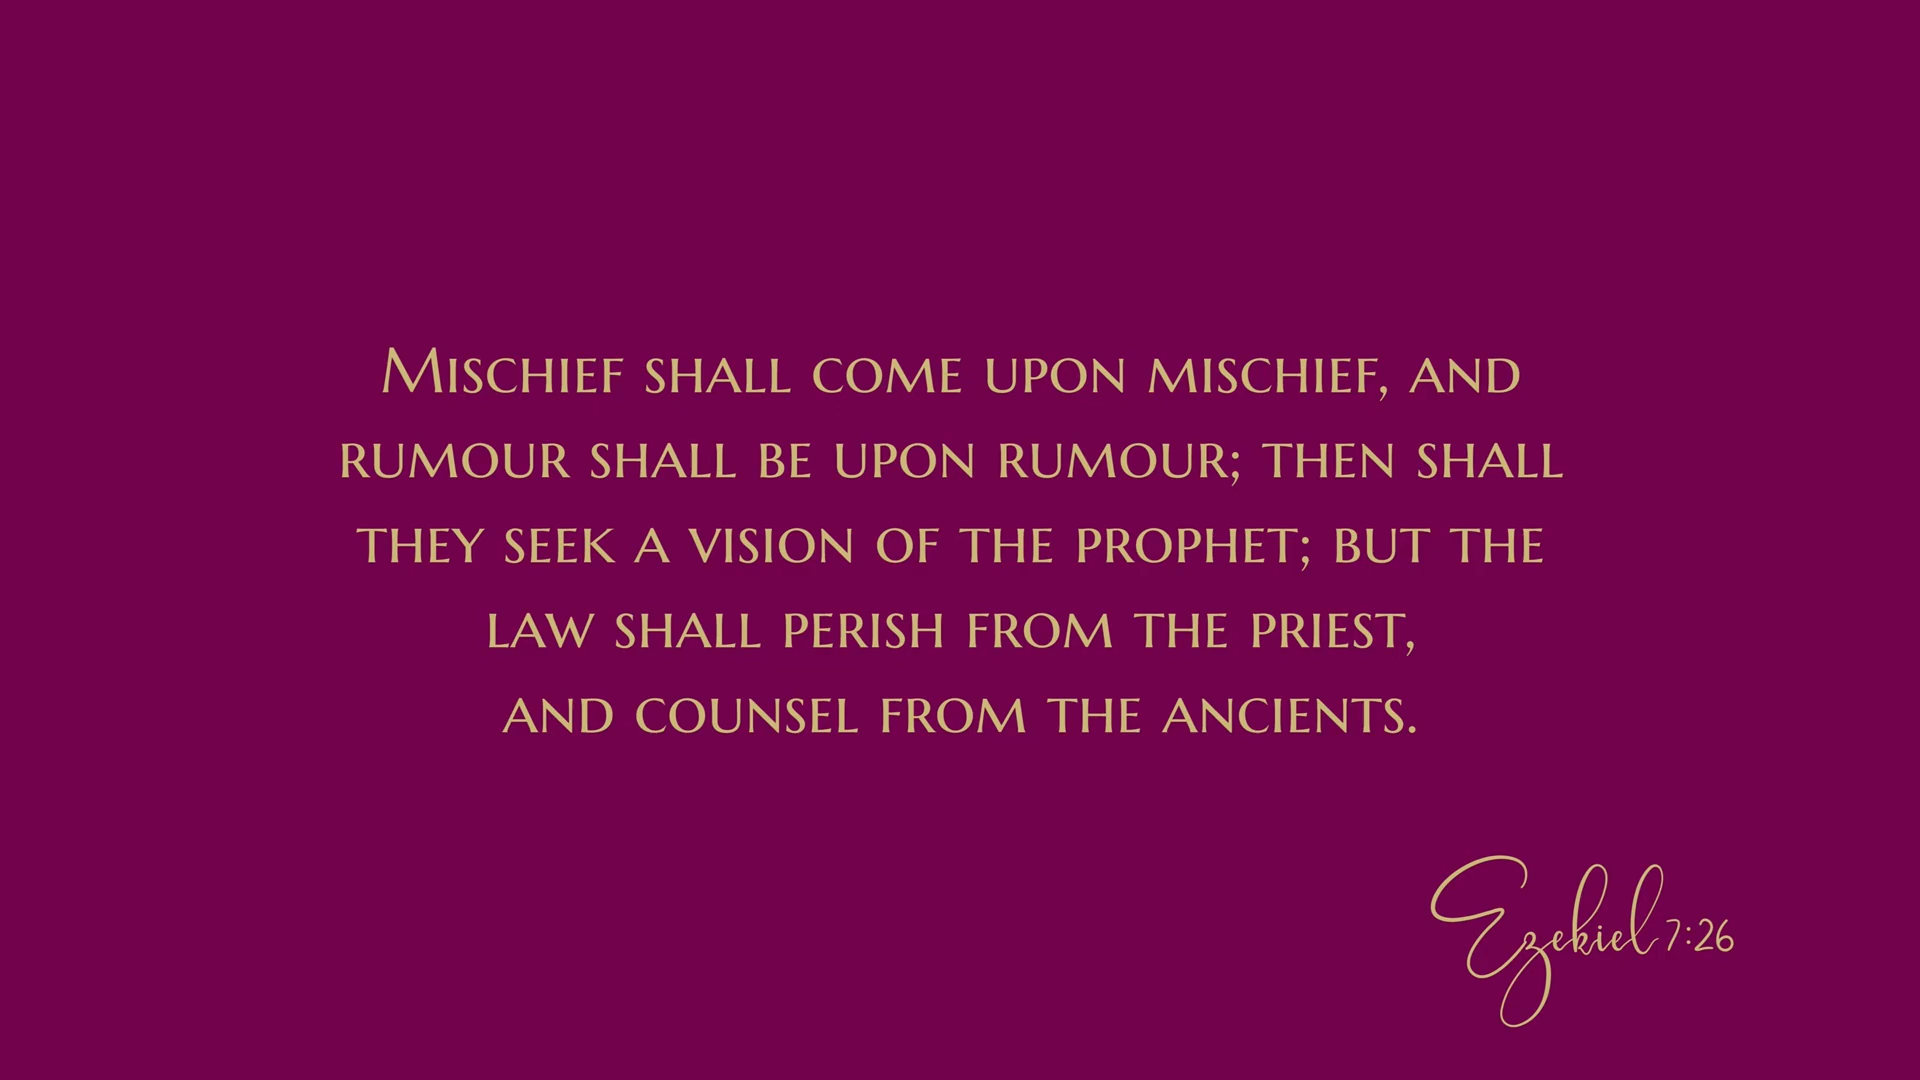 Mischief shall come upon mischief, and
rumour shall be upon rumour; then shall
they seek a vision of the prophet; but the
law shall perish from the priest,
and counsel from the ancients.
Ezekiel 7:26